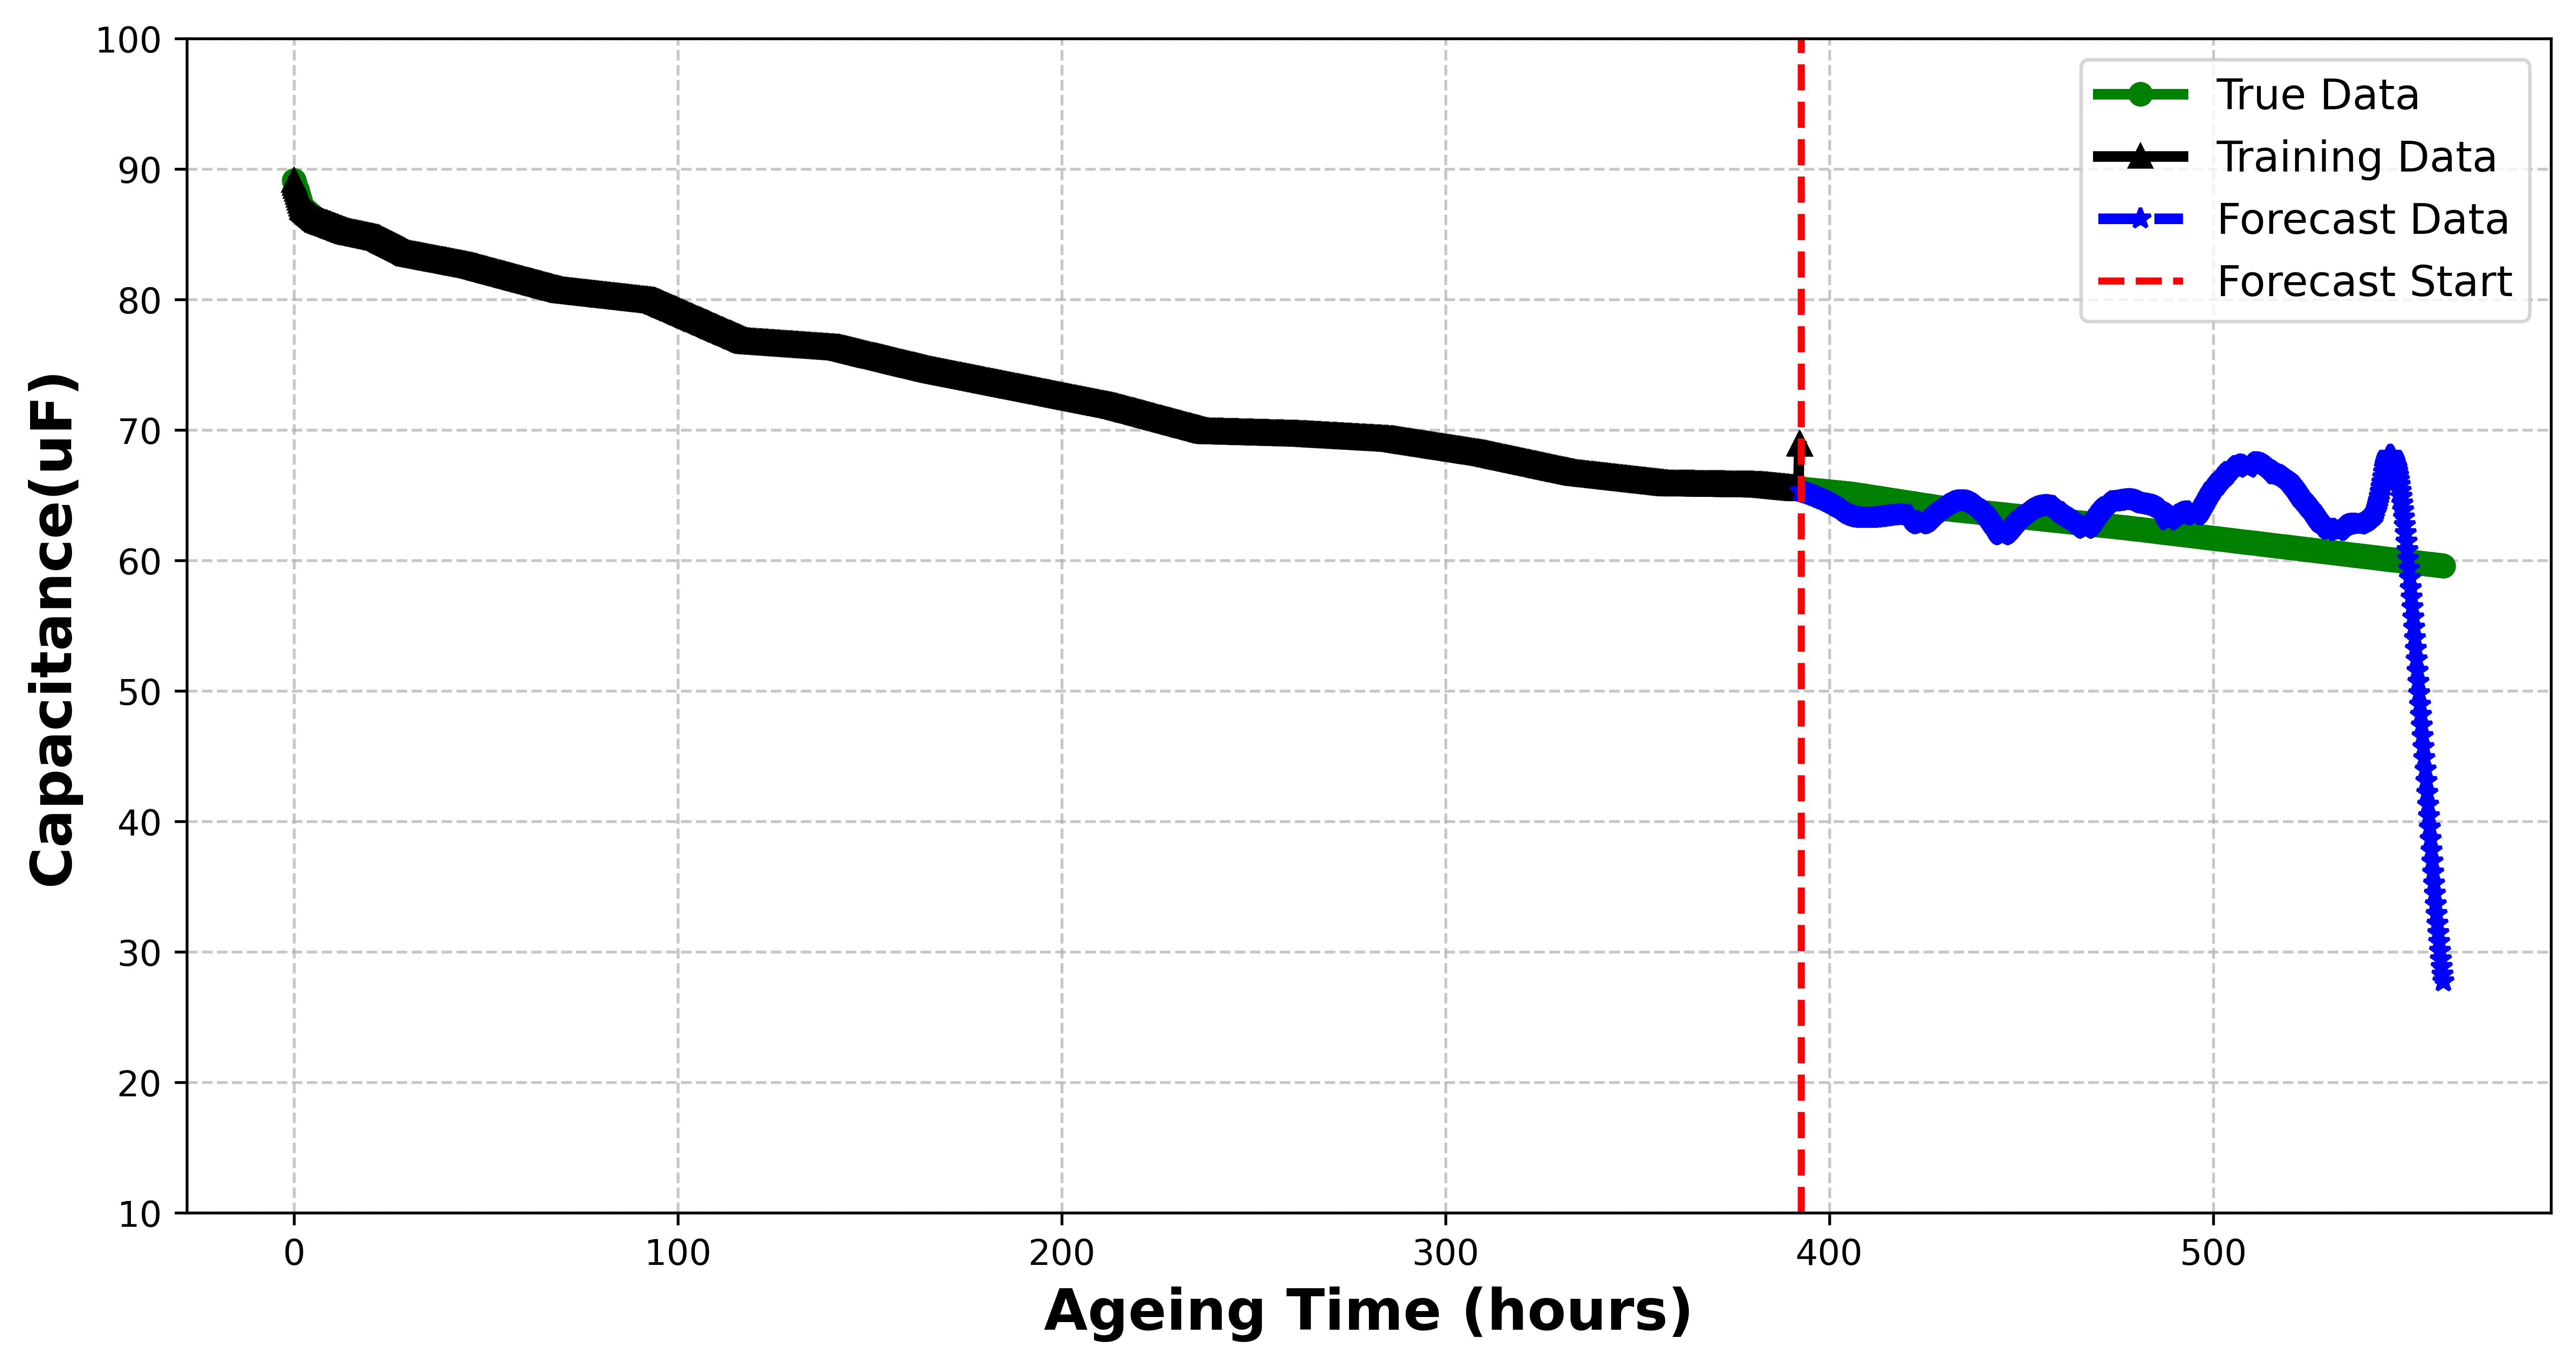 100
90
80
70
60
50
40
30
20
10
Capacitance(uF)
True Data
Training Data
Forecast Data
Forecast Start
0 100 200 300 400 500
Ageing Time (hours)